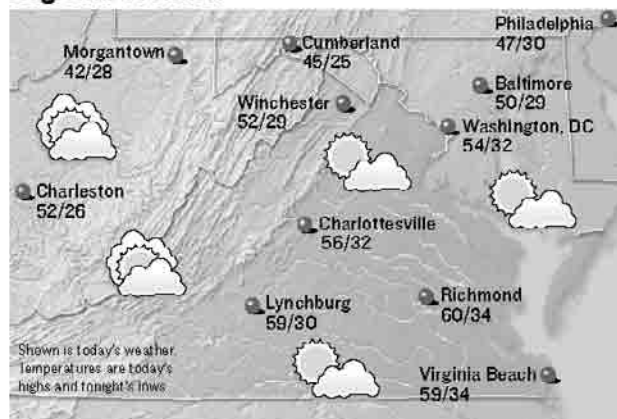 Philadelphia
47/30
Morgantown
42/28
Cumberland
45/25
Baltimore
50/29
Winchester
52/29
Washington, DC
54/32
Charleston
52/26
Charlottesville
56/32
Lynchburg
59/30
Richmond
60/34
Shown is today's weather.
Temperatures are today's
highs and tonight's lows
Virginia Beach
59/34